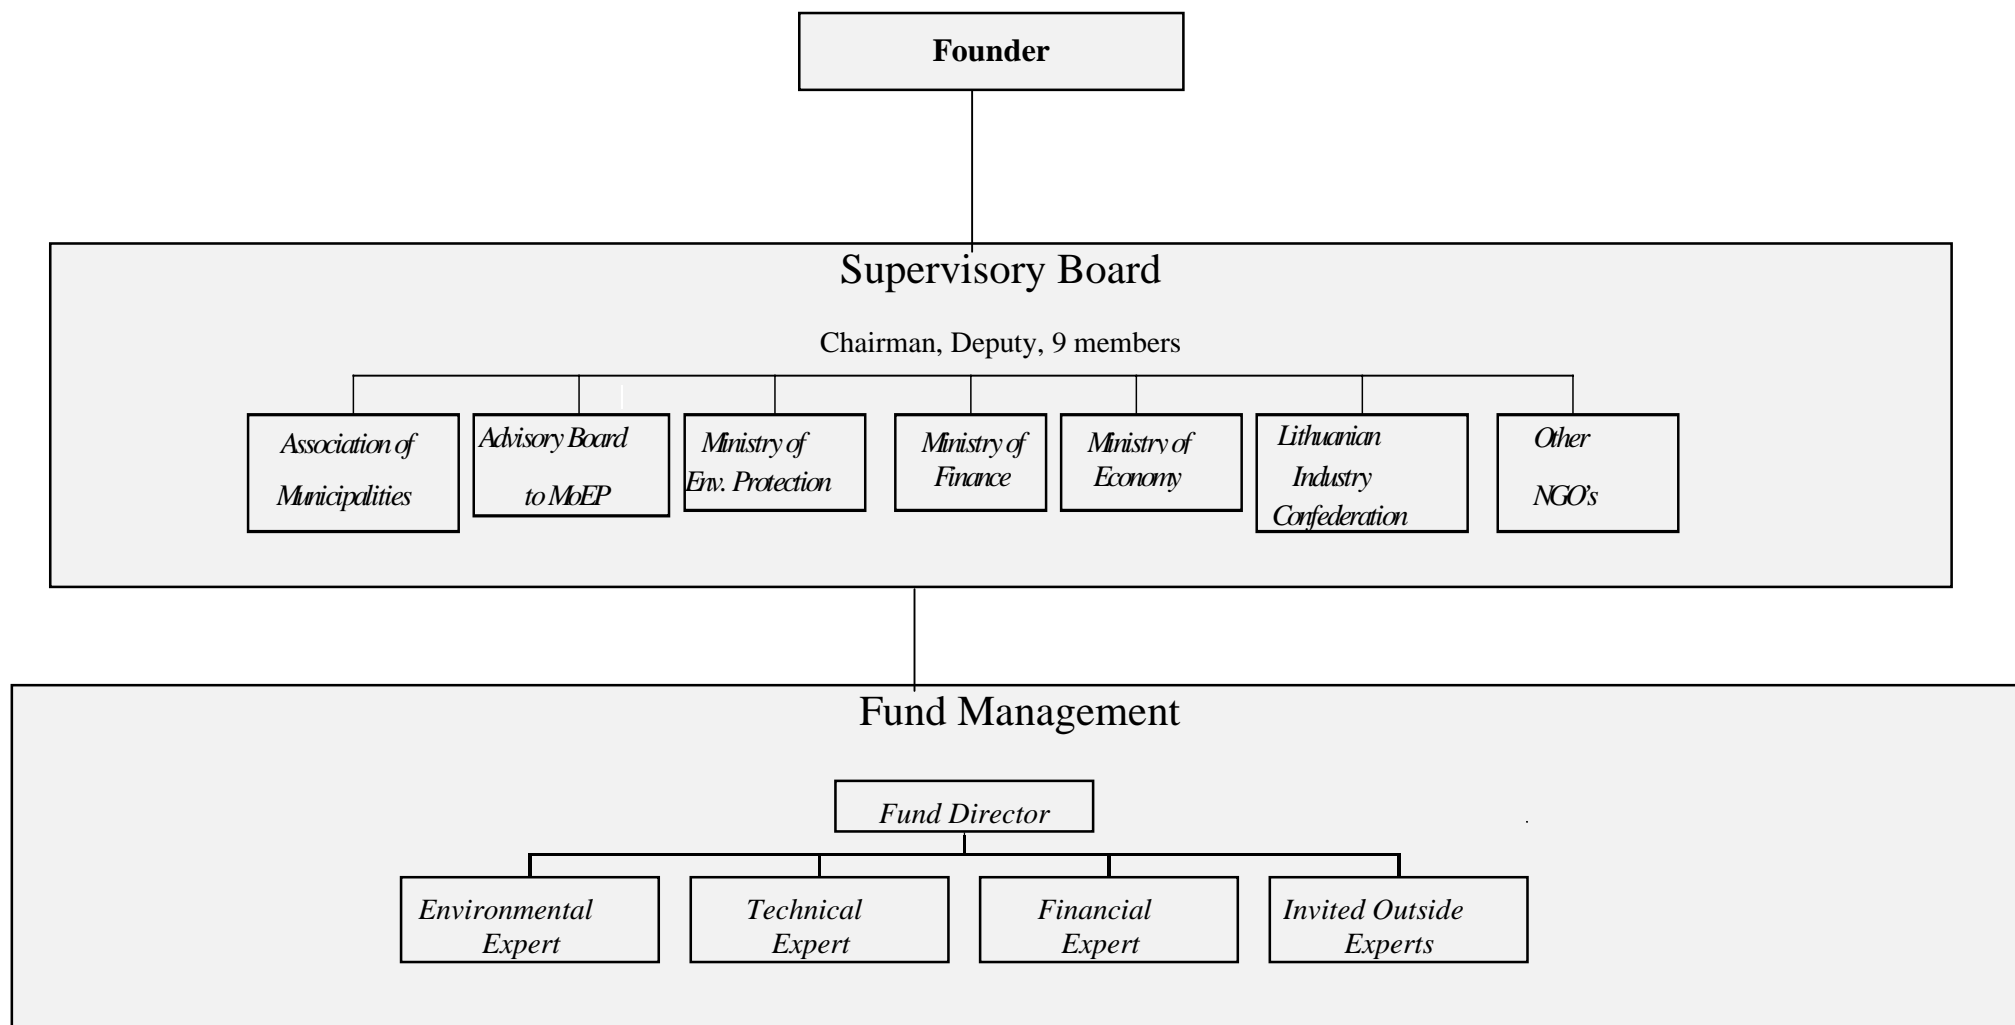 Founder
Supervisory Board
Chairman, Deputy, 9 members
Association of
Municipalities
Advisory Board
to MoEP
Ministry of
Env. Protection
Ministry of
Finance
Ministry of
Economy
Lithuanian
Industry
Confederation
Other
NGO's
Fund Management
Fund Director
Environmental
Expert
Technical
Expert
Financial
Expert
Invited Outside
Experts